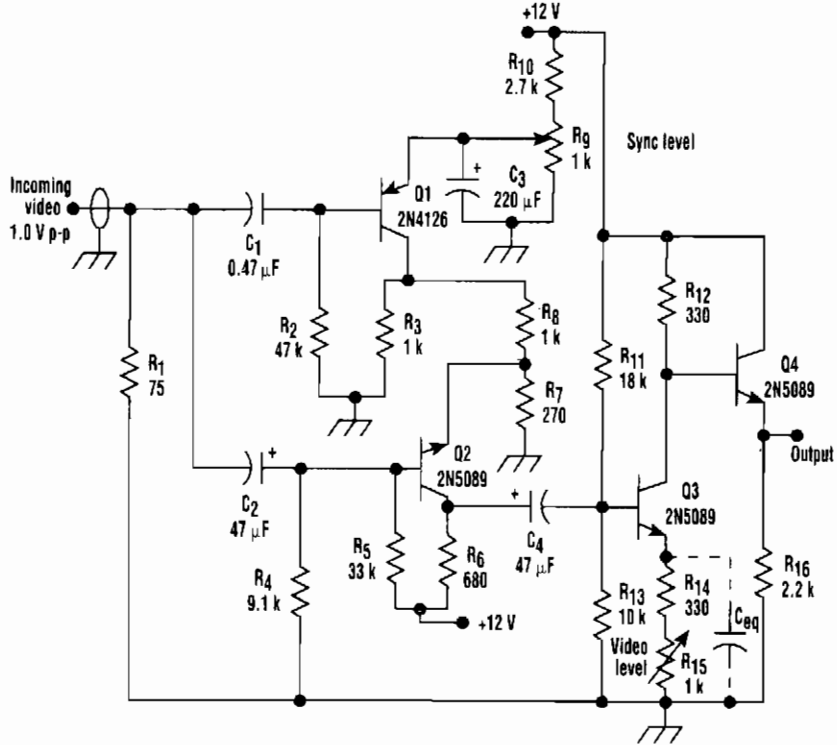 +12 V
R10
2.7 k
R9
1 k
Sync level
+
C3
220 µF
Q1
2N4126
Incoming
video
1.0 V p-p
C1
0.47 µF
R2
47 k
R3
1 k
R8
1 k
R12
330
R1
75
R11
18 k
Q4
2N5089
R7
270
Output
+
C2
47 µF
Q2
2N5089
+
C4
47 µF
Q3
2N5089
R5
33 k
R6
680
R4
9.1 k
+12 V
R13
10 k
R14
330
Ceq
R16
2.2 k
Video
level
R15
1 k